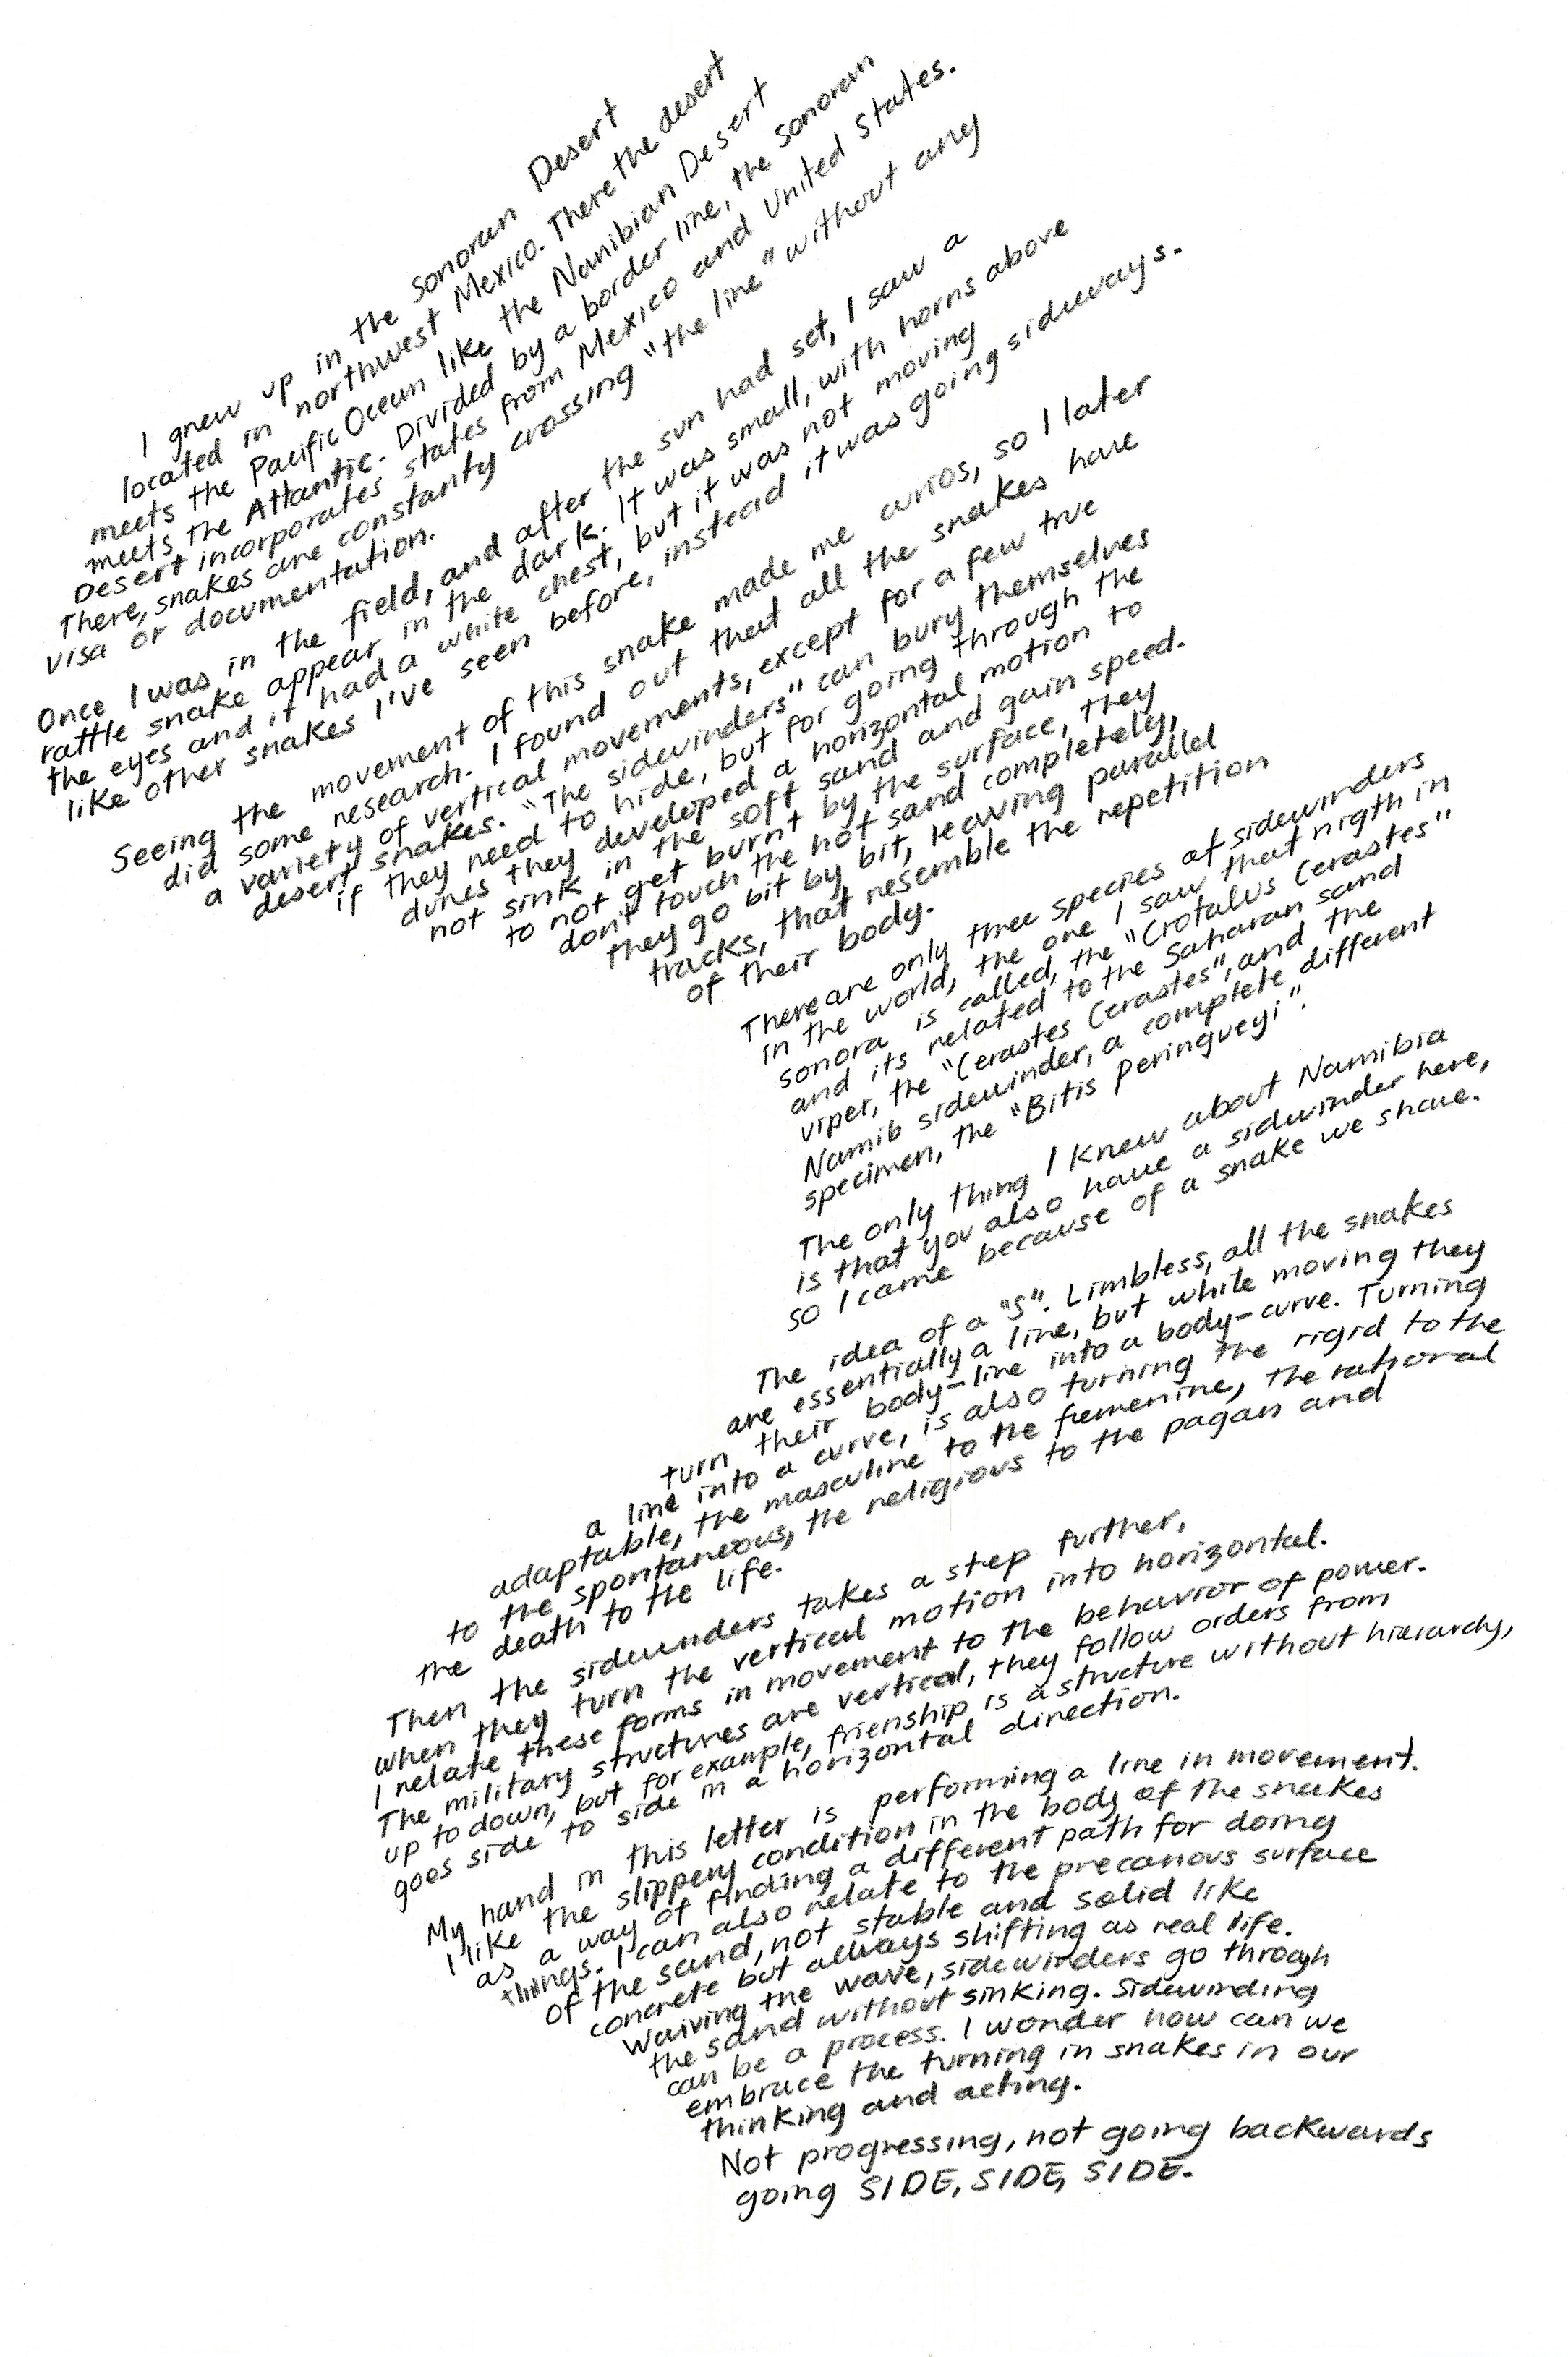 I gnew up in the Sonoran Desert
located in northwest Mexico. There the desert
meets the Pacific Ocean like the Namibian Desert
meets the Atlantic. Divided by a border line, the Sonoran
Desert incorporates states from Mexico and United States.
There, snakes are constanty crossing "the line" without any
visa or documentation.
Once I was in the field, and after the sun had set, I saw a
rattle snake appear in the dark. It was small, with horns above
the eyes and it had a white chest, but it was not moving
like other snakes I've seen before, instead it was going sideways.
Seeing the movement of this snake made me curios, so I later
did some research. I found out that all the snakes have
a variety of vertical movements, except for a few true
desert snakes. "The sidewinders" can bury themselves
if they need to hide, but for going through the
dunes they developed a horizontal motion to
not sink in the soft sand and gain speed.
to not get burnt by the surface, they
don't touch the hot sand completely,
they go bit by bit, leaving parallel
tracks, that resemble the repetition
of their body.
There are only three species of sidewinders
in the world, the one I saw that nigth in
sonora is called, the "Crotalus Cerastes"
and its related to the Saharan sand
viper, the "Cerastes Cerastes", and the
Namib sidewinder, a complete different
specimen, the "Bitis Peringueyi".
The only thing I knew about Namibia
is that you also have a sidewinder here,
so I came because of a snake we share.
The idea of a "S". Limbless, all the snakes
are essentially a line, but while moving they
turn their body-line into a body-curve. Turning
a line into a curve, is also turning the rigid to the
adaptable, the masculine to the femenine, the rational
to the spontaneous, the religious to the pagan and
the death to the life.
Then the sidewinders takes a step further,
when they turn the vertical motion into horizontal.
I relate these forms in movement to the behavior of power.
The military structures are vertical, they follow orders from
up to down, but for example, frienship is a structure without hierarchy,
goes side to side in a horizontal direction.
My hand in this letter is performing a line in movement.
I like the slippery condition in the body of the snakes
as a way of finding a different path for doing
things. I can also relate to the precarious surface
of the sand, not stable and solid like
concrete but always shifting as real life.
Waiving the wave, sidewinders go through
the sand without sinking. Sidewinding
can be a process. I wonder how can we
embrace the turning in snakes in our
thinking and acting.
Not progressing, not going backwards
going SIDE, SIDE, SIDE.